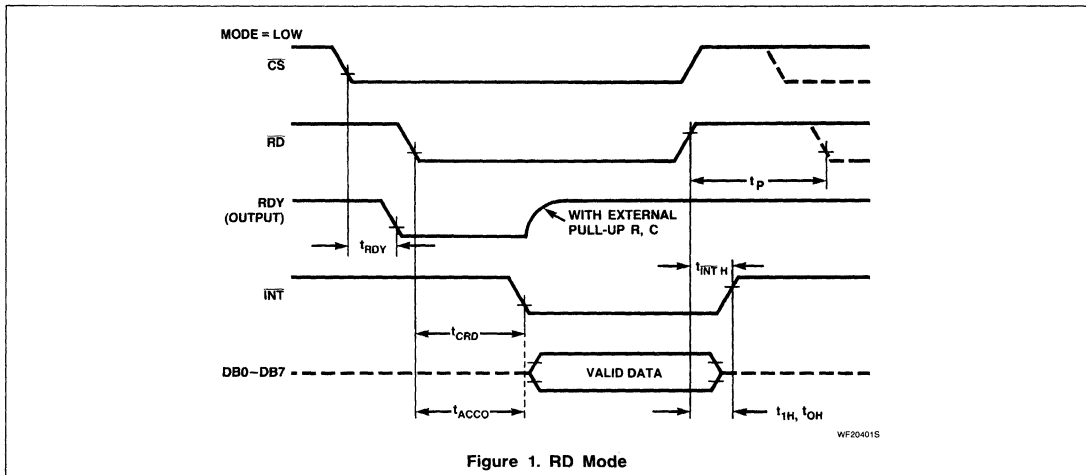 MODE = LOW
CS
RD
tP
RDY
(OUTPUT)
WITH EXTERNAL
PULL-UP R, C
tRDY
tINT H
INT
tCRD
DB0~DB7
VALID DATA
tACCO
t1H, tOH
WF20401S
Figure 1. RD Mode